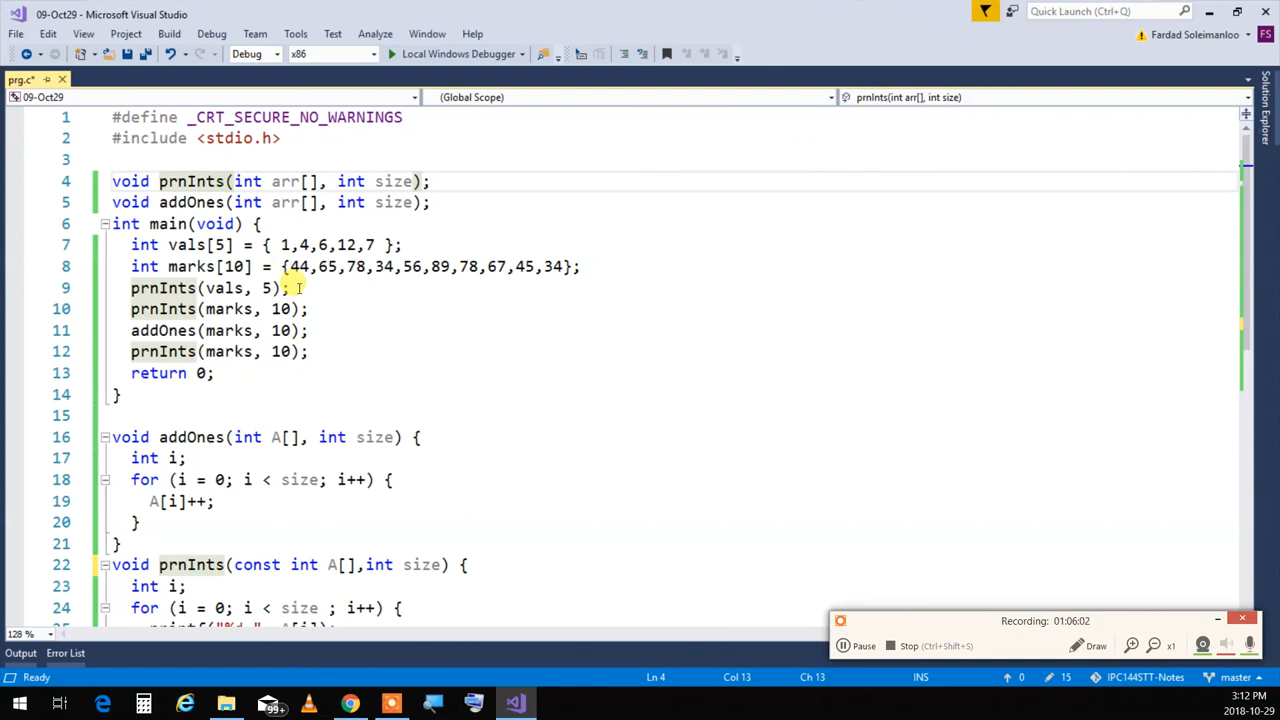 09-Oct29 - Microsoft Visual Studio
Quick Launch (Ctrl+Q)
File Edit View Project Build Debug Team Tools Test Analyze Window Help
Fardad Soleimanloo FS
Debug x86 Local Windows Debugger
prg.c*
09-Oct29 (Global Scope) prnInts(int arr[], int size)
Solution Explorer
1 #define _CRT_SECURE_NO_WARNINGS
2 #include <stdio.h>
3
4 void prnInts(int arr[], int size);
5 void addOnes(int arr[], int size);
6 int main(void) {
7 int vals[5] = { 1,4,6,12,7 };
8 int marks[10] = {44,65,78,34,56,89,78,67,45,34};
9 prnInts(vals, 5);
10 prnInts(marks, 10);
11 addOnes(marks, 10);
12 prnInts(marks, 10);
13 return 0;
14 }
15
16 void addOnes(int A[], int size) {
17 int i;
18 for (i = 0; i < size; i++) {
19 A[i]++;
20 }
21 }
22 void prnInts(const int A[],int size) {
23 int i;
24 for (i = 0; i < size ; i++) {
Recording: 01:06:02
Pause Stop (Ctrl+Shift+S) Draw x1
128 %
Output Error List
Ready Ln 4 Col 13 Ch 13 INS 0 15 IPC144STT-Notes master
99+
3:12 PM
2018-10-29